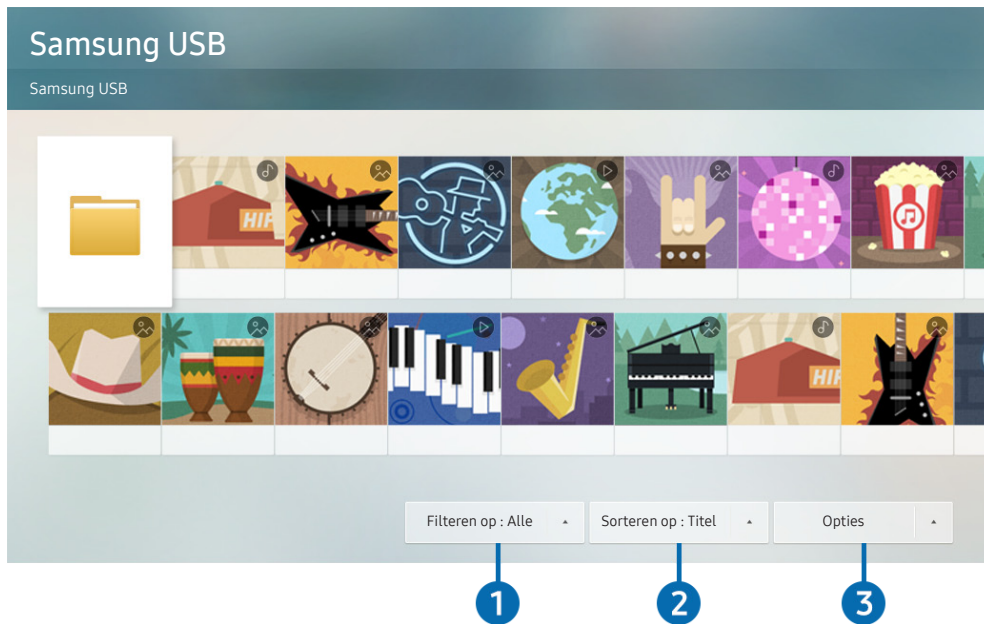 Samsung USB
Samsung USB
HIP
Filteren op : Alle
Sorteren op : Titel
Opties
1
2
3